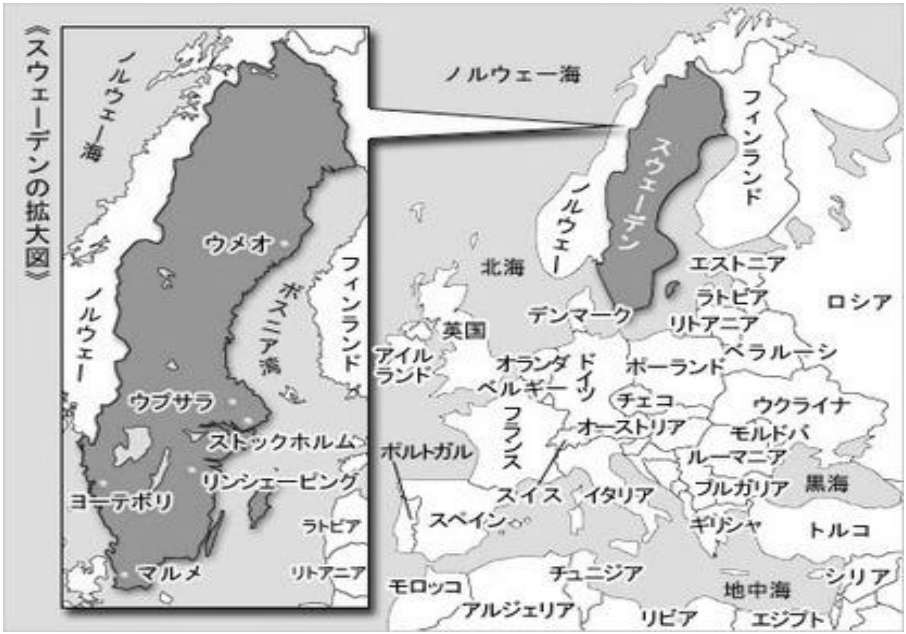 《スウェーデンの拡大図》
ノルウェー海
ウメオ
ボスニア湾
フィンランド
ノルウェー
ウプサラ
ストックホルム
ヨーテボリ
リンシェーピング
ラトビア
マルメ
リトアニア
ノルウェー海
フィンランド
スウェーデン
ノルウェー
北海
エストニア
ラトビア
ロシア
デンマーク
リトアニア
英国
アイル
ランド
オランダ
ドイツ
ポーランド
ベラルーシ
ベルギー
チェコ
ウクライナ
フランス
オーストリア
モルドバ
ポルトガル
ルーマニア
スイス
イタリア
ブルガリア
黒海
スペイン
ギリシャ
トルコ
モロッコ
チュニジア
地中海
シリア
アルジェリア
リビア
エジプト